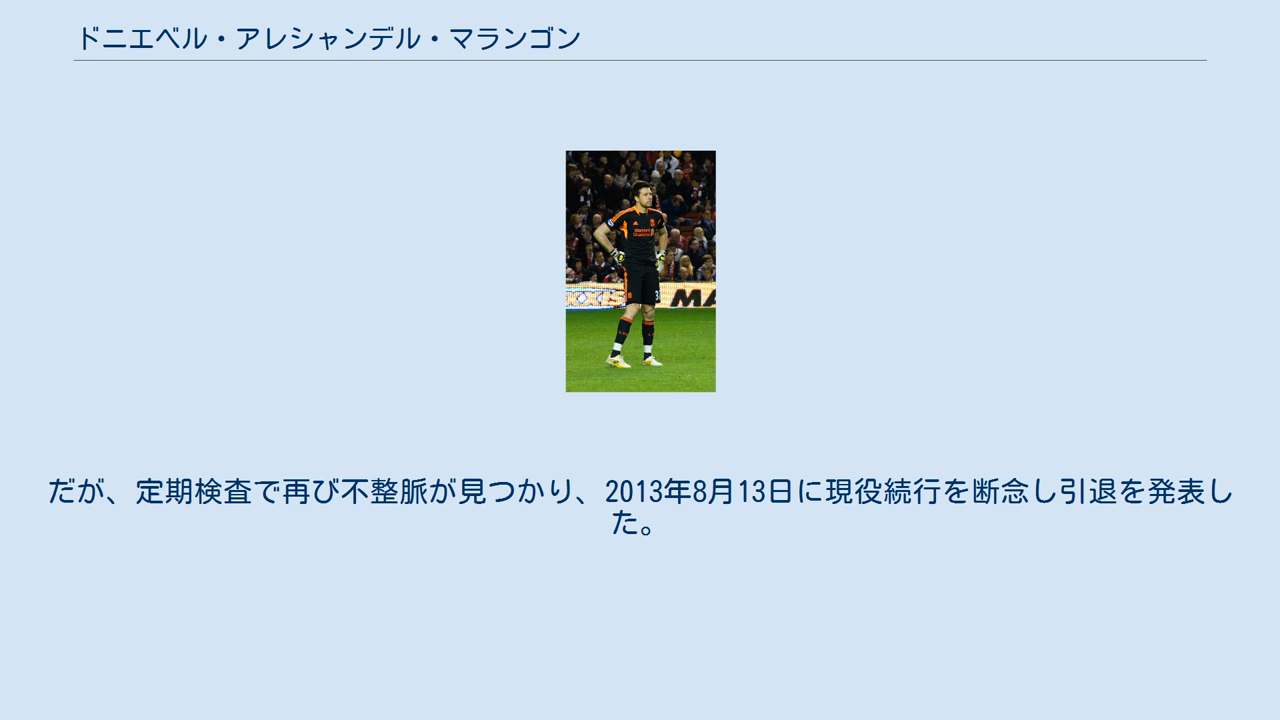 ドニエベル・アレシャンデル・マランゴン
XXIS
MA
だが、定期検査で再び不整脈が見つかり、2013年8月13日に現役続行を断念し引退を発表し
た。